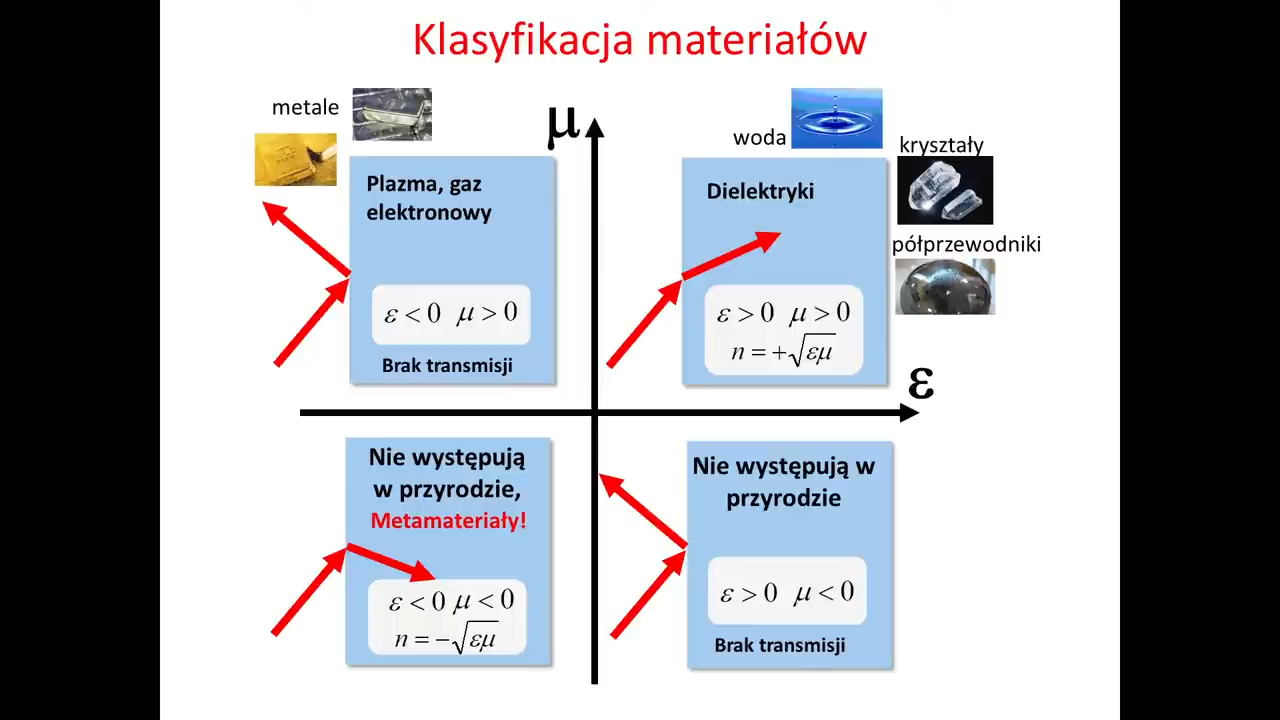 Klasyfikacja materiałów
metale
μ
woda
kryształy
Plazma, gaz
elektronowy
Dielektryki
półprzewodniki
ε < 0 μ > 0
Brak transmisji
ε > 0 μ > 0
n = +√εμ
ε
Nie występują
w przyrodzie,
Metamateriały!
ε < 0 μ < 0
n = −√εμ
Nie występują w
przyrodzie
ε > 0 μ < 0
Brak transmisji